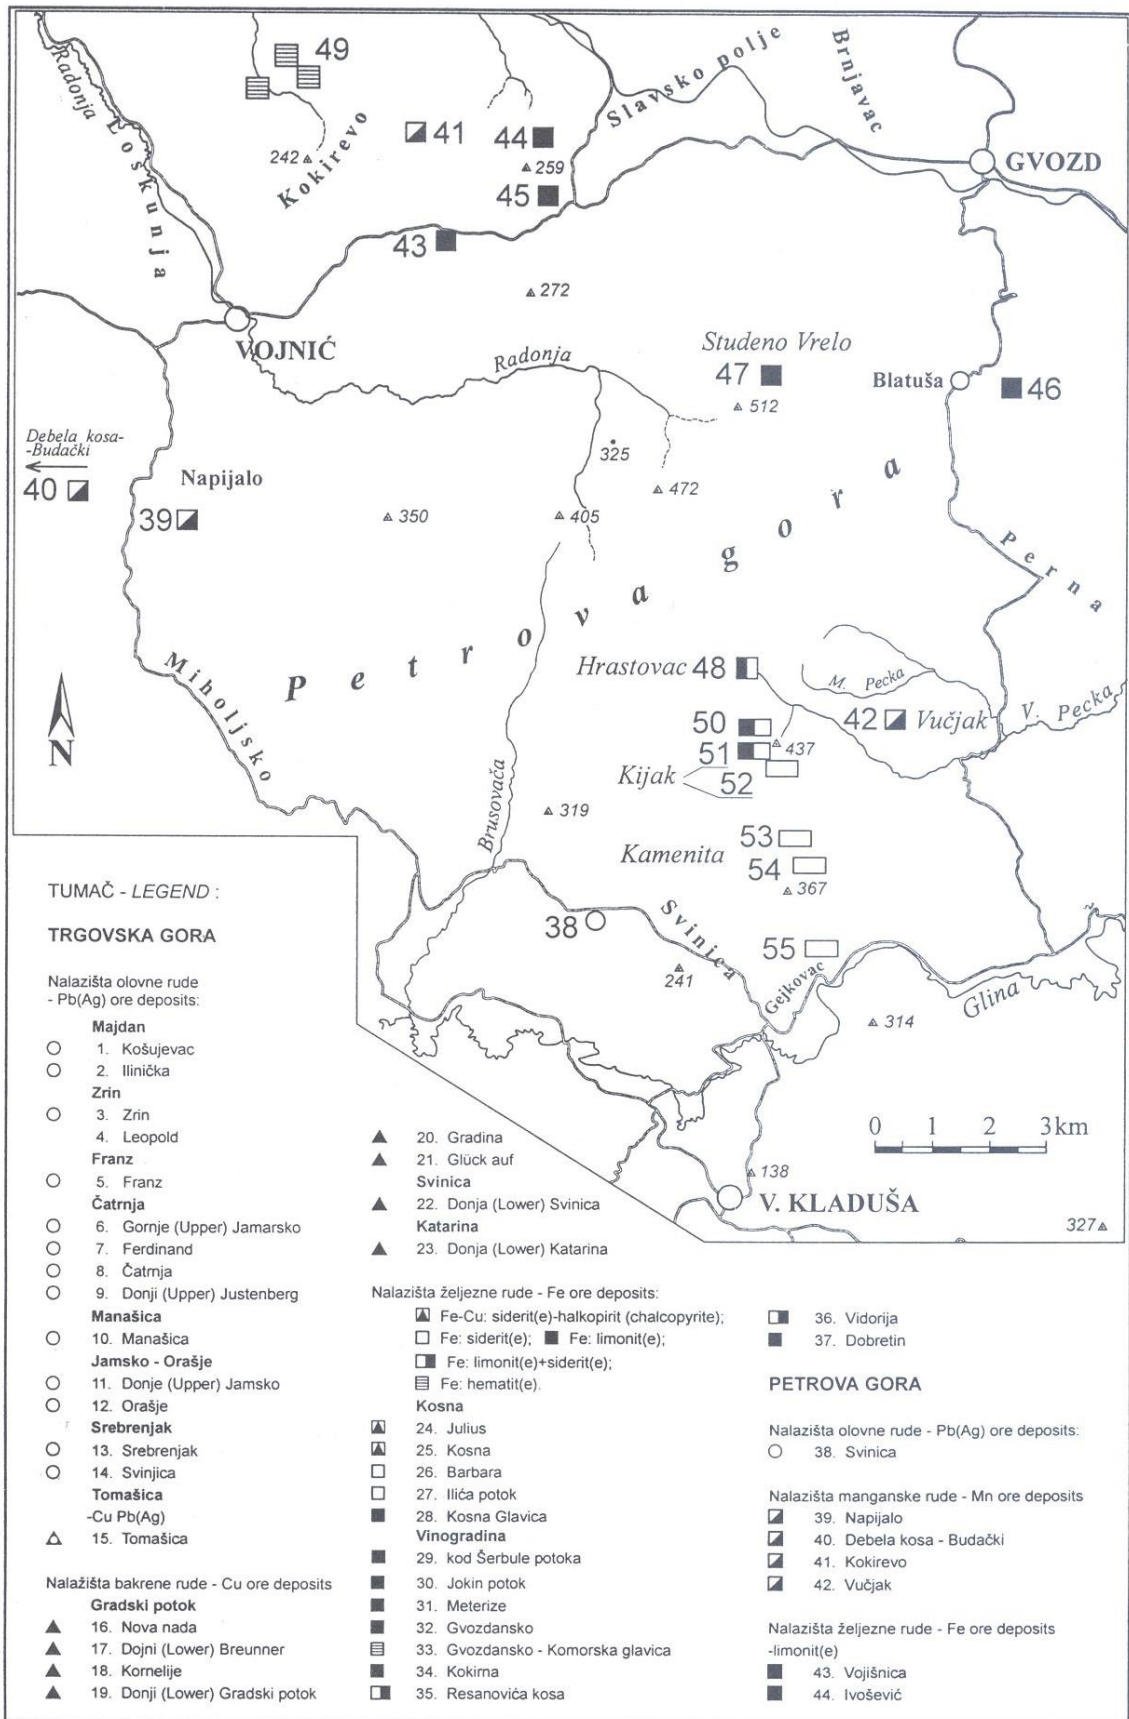 49
Radonja
Loškunja
Kokirevo
242
41
44
259
45
43
Slavsko polje
Brnjavac
GVOZD
272
VOJNIĆ
Radonja
Studeno Vrelo
47
512
Blatuša
46
Debela kosa-
-Budački
40
Napijalo
39
350
325
472
405
Petrova gora
Perna
Miholjsko
N
Hrastovac 48
M. Pecka
42 Vučjak
V. Pecka
50
51
437
Kijak
52
Brusovača
319
53
Kamenita
54
367
38
Svinica
55
241
Gejkovac
Glina
314
0 1 2 3 km
138
V. KLADUŠA
327
TUMAČ - LEGEND :
TRGOVSKA GORA
Nalazišta olovne rude
- Pb(Ag) ore deposits:
Majdan
1. Košujevac
2. Ilinička
Zrin
3. Zrin
4. Leopold
Franz
5. Franz
Čatrnja
6. Gornje (Upper) Jamarsko
7. Ferdinand
8. Čatrnja
9. Donji (Upper) Justenberg
Manašica
10. Manašica
Jamsko - Orašje
11. Donje (Upper) Jamsko
12. Orašje
Srebrenjak
13. Srebrenjak
14. Svinjica
Tomašica
-Cu Pb(Ag)
15. Tomašica
Nalažišta bakrene rude - Cu ore deposits
Gradski potok
16. Nova nada
17. Dojni (Lower) Breunner
18. Kornelije
19. Donji (Lower) Gradski potok
20. Gradina
21. Glück auf
Svinica
22. Donja (Lower) Svinica
Katarina
23. Donja (Lower) Katarina
Nalazišta željezne rude - Fe ore deposits:
Fe-Cu: siderit(e)-halkopirit (chalcopyrite);
Fe: siderit(e); Fe: limonit(e);
Fe: limonit(e)+siderit(e);
Fe: hematit(e).
Kosna
24. Julius
25. Kosna
26. Barbara
27. Ilića potok
28. Kosna Glavica
Vinogradina
29. kod Šerbule potoka
30. Jokin potok
31. Meterize
32. Gvozdansko
33. Gvozdansko - Komorska glavica
34. Kokirna
35. Resanovića kosa
36. Vidorija
37. Dobretin
PETROVA GORA
Nalazišta olovne rude - Pb(Ag) ore deposits:
38. Svinica
Nalazišta manganske rude - Mn ore deposits
39. Napijalo
40. Debela kosa - Budački
41. Kokirevo
42. Vučjak
Nalazišta željezne rude - Fe ore deposits
-limonit(e)
43. Vojišnica
44. Ivošević